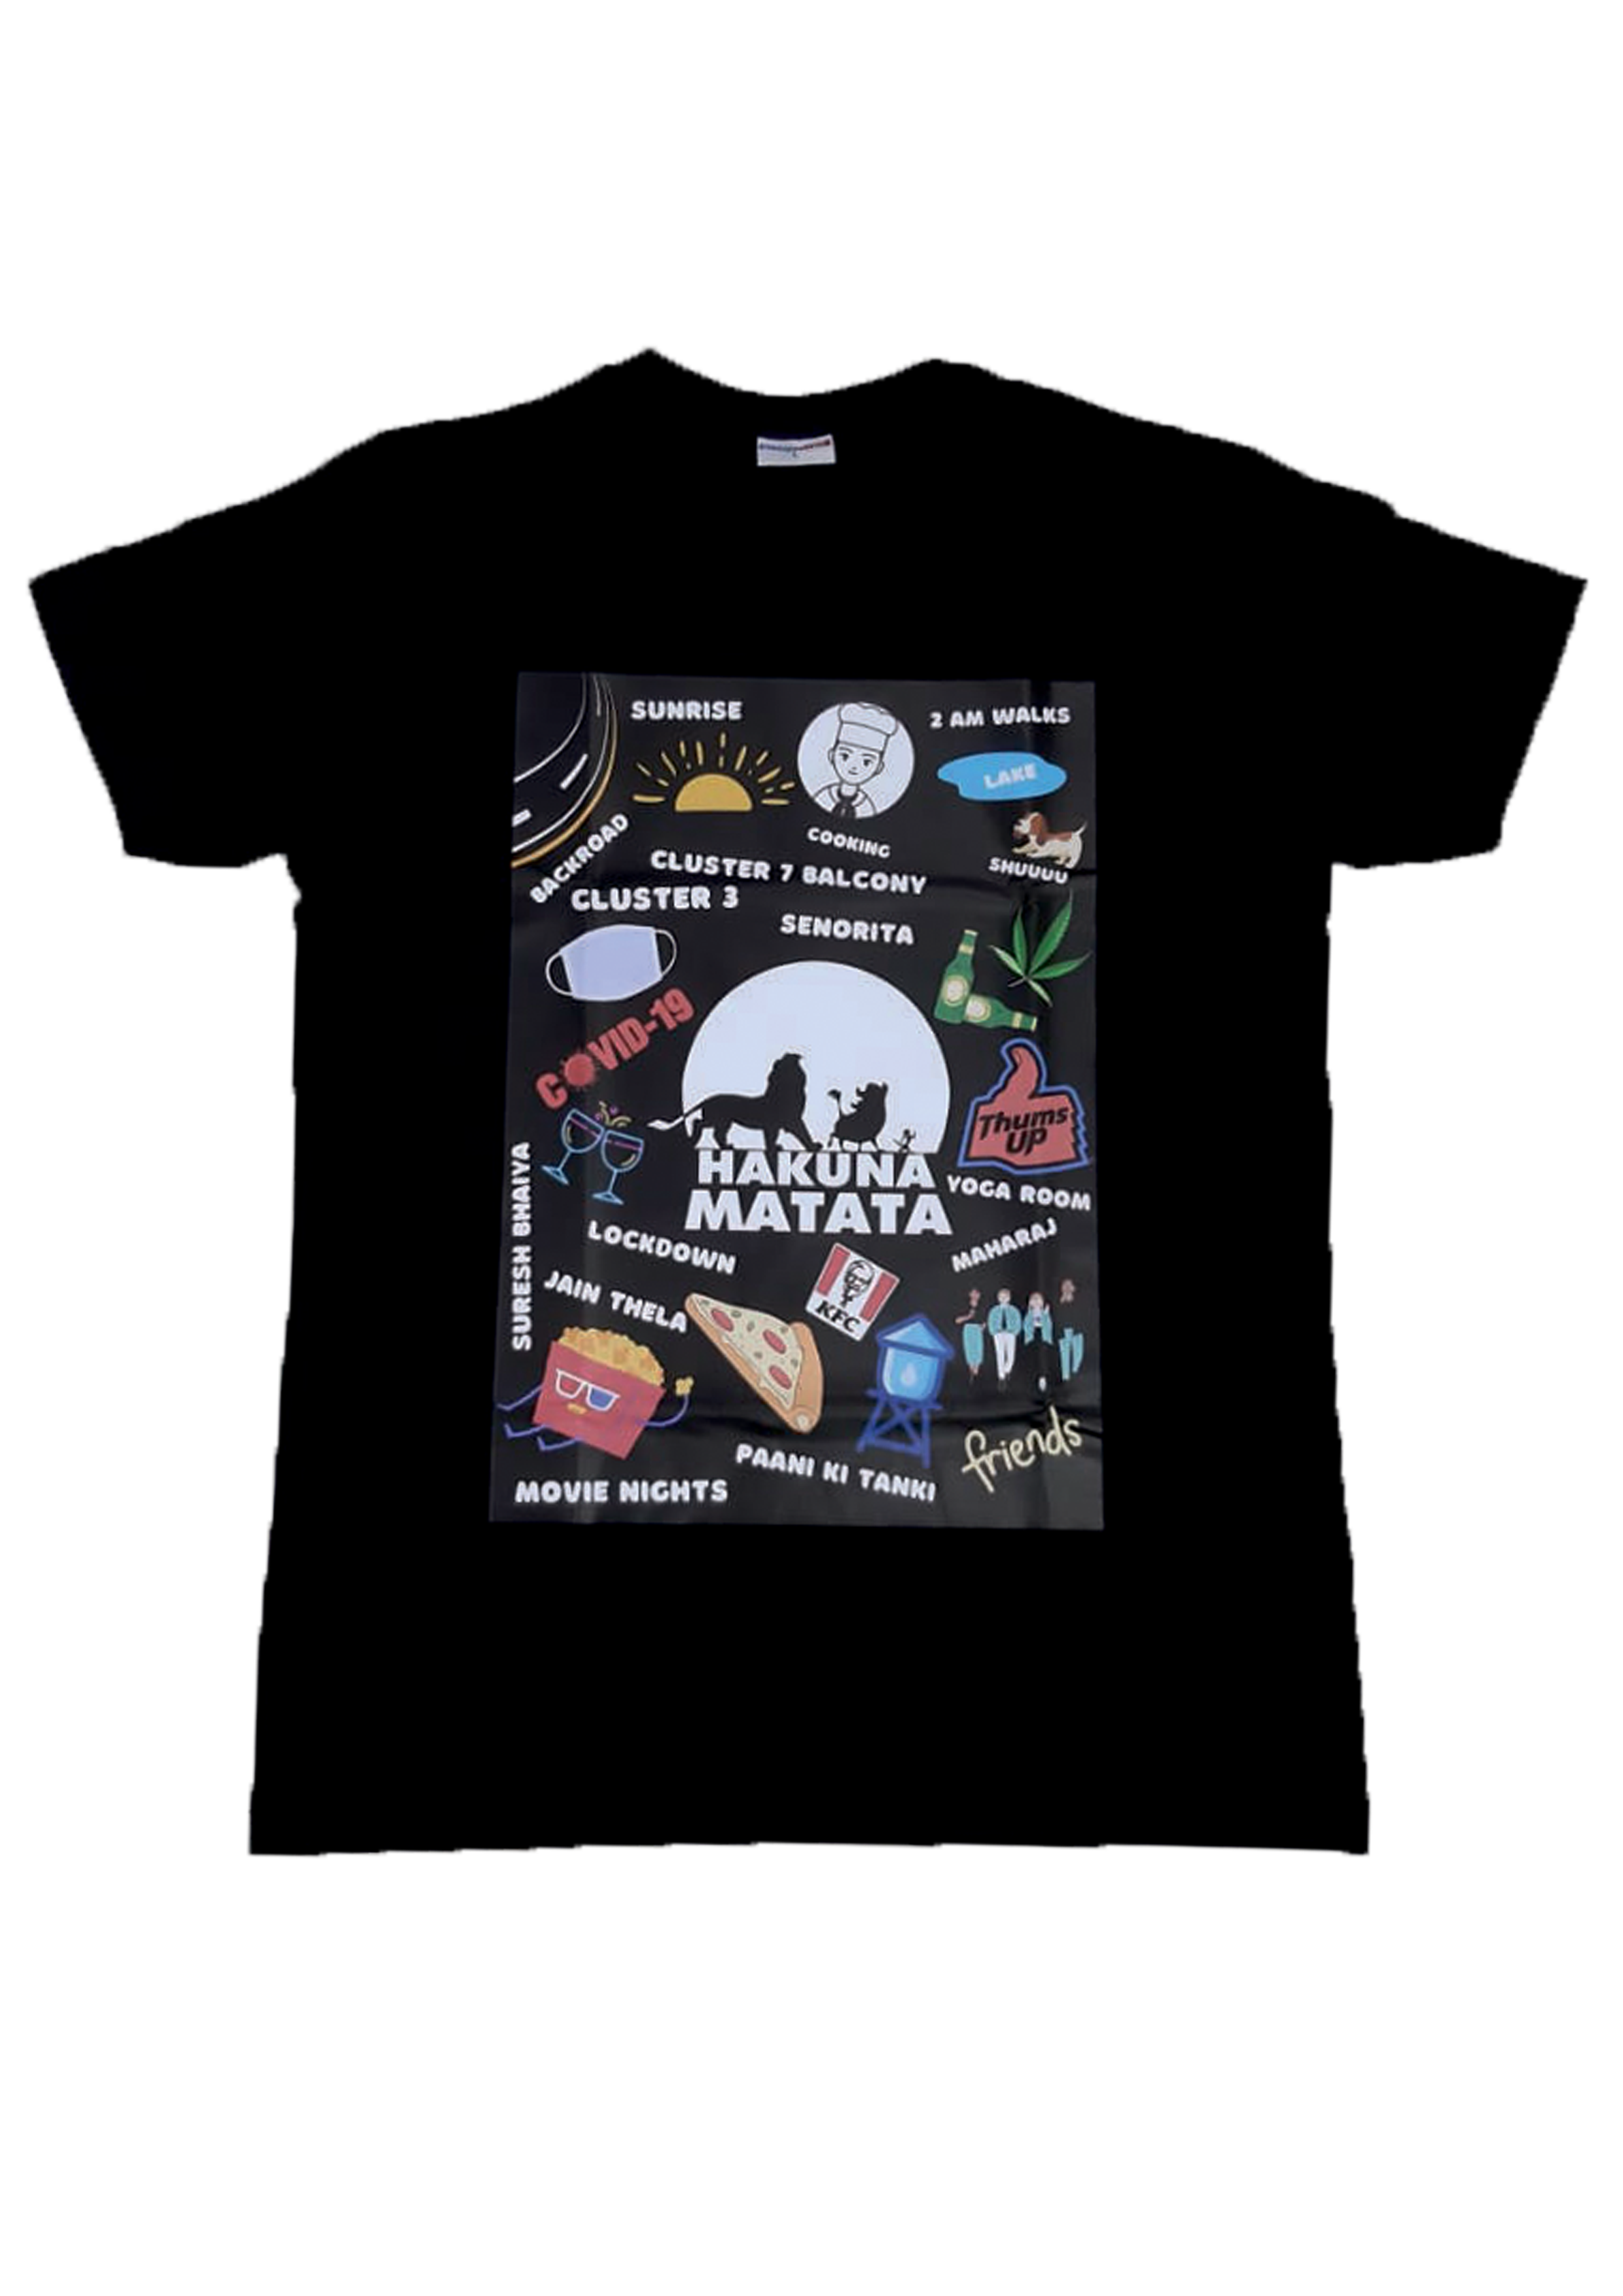 SUNRISE
2 AM WALKS
LAKE
BACKROAD
COOKING
SHUUUU
CLUSTER 7 BALCONY
CLUSTER 3
SENORITA
COVID-19
Thums
UP
HAKUNA
MATATA
YOGA ROOM
SURESH BHAIYA
LOCKDOWN
MAHARAJ
JAIN THELA
KFC
friends
PAANI KI TANKI
MOVIE NIGHTS